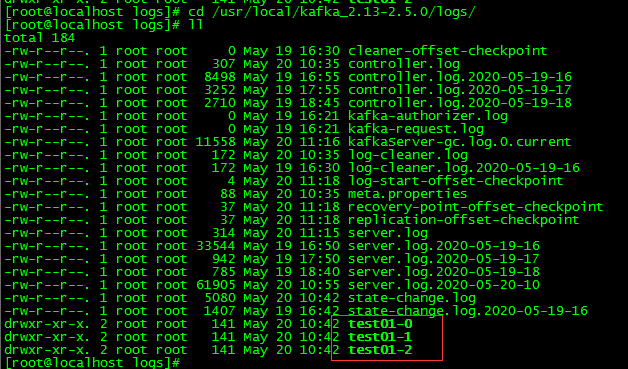 [root@localhost logs]# cd /usr/local/kafka_2.13-2.5.0/logs/
[root@localhost logs]# ll
total 184
-rw-r--r--. 1 root root     0 May 19 16:30 cleaner-offset-checkpoint
-rw-r--r--. 1 root root   307 May 20 10:35 controller.log
-rw-r--r--. 1 root root  8498 May 19 16:55 controller.log.2020-05-19-16
-rw-r--r--. 1 root root  3252 May 19 17:55 controller.log.2020-05-19-17
-rw-r--r--. 1 root root  2710 May 19 18:45 controller.log.2020-05-19-18
-rw-r--r--. 1 root root     0 May 19 16:21 kafka-authorizer.log
-rw-r--r--. 1 root root     0 May 19 16:21 kafka-request.log
-rw-r--r--. 1 root root 11558 May 20 11:16 kafkaServer-gc.log.0.current
-rw-r--r--. 1 root root   172 May 20 10:35 log-cleaner.log
-rw-r--r--. 1 root root   172 May 19 16:30 log-cleaner.log.2020-05-19-16
-rw-r--r--. 1 root root     4 May 20 11:18 log-start-offset-checkpoint
-rw-r--r--. 1 root root    88 May 20 10:35 meta.properties
-rw-r--r--. 1 root root    37 May 20 11:18 recovery-point-offset-checkpoint
-rw-r--r--. 1 root root    37 May 20 11:18 replication-offset-checkpoint
-rw-r--r--. 1 root root   314 May 20 11:15 server.log
-rw-r--r--. 1 root root 33544 May 19 16:50 server.log.2020-05-19-16
-rw-r--r--. 1 root root   942 May 19 17:50 server.log.2020-05-19-17
-rw-r--r--. 1 root root   785 May 19 18:40 server.log.2020-05-19-18
-rw-r--r--. 1 root root 61905 May 20 10:55 server.log.2020-05-20-10
-rw-r--r--. 1 root root  5080 May 20 10:42 state-change.log
-rw-r--r--. 1 root root  1407 May 19 16:42 state-change.log.2020-05-19-16
drwxr-xr-x. 2 root root   141 May 20 10:42 test01-0
drwxr-xr-x. 2 root root   141 May 20 10:42 test01-1
drwxr-xr-x. 2 root root   141 May 20 10:42 test01-2
[root@localhost logs]#